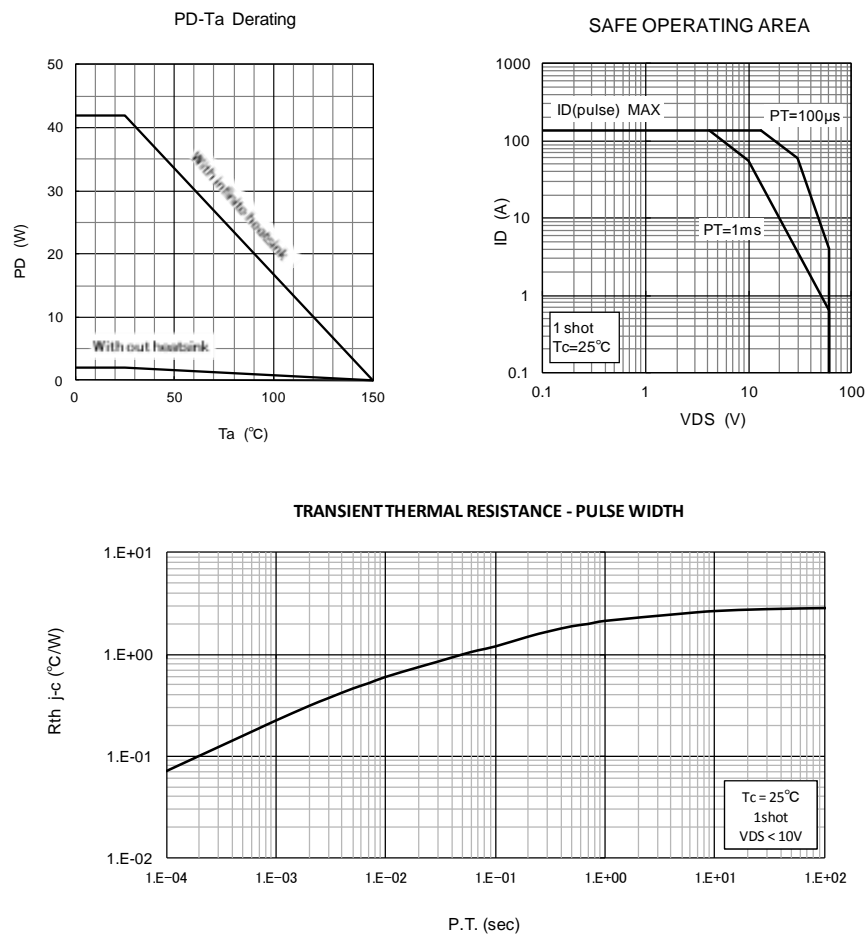 PD-Ta Derating
50
40
30
20
10
0
PD (W)
With infinite heatsink
With out heatsink
0
50
100
150
Ta (℃)
SAFE OPERATING AREA
1000
100
10
1
0.1
ID (A)
ID(pulse) MAX
PT=100μs
PT=1ms
1 shot
Tc=25℃
0.1
1
10
100
VDS (V)
TRANSIENT THERMAL RESISTANCE - PULSE WIDTH
1.E+01
1.E+00
1.E-01
1.E-02
Rth j-c (℃/W)
Tc = 25℃
1shot
VDS < 10V
1.E-04
1.E-03
1.E-02
1.E-01
1.E+00
1.E+01
1.E+02
P.T. (sec)